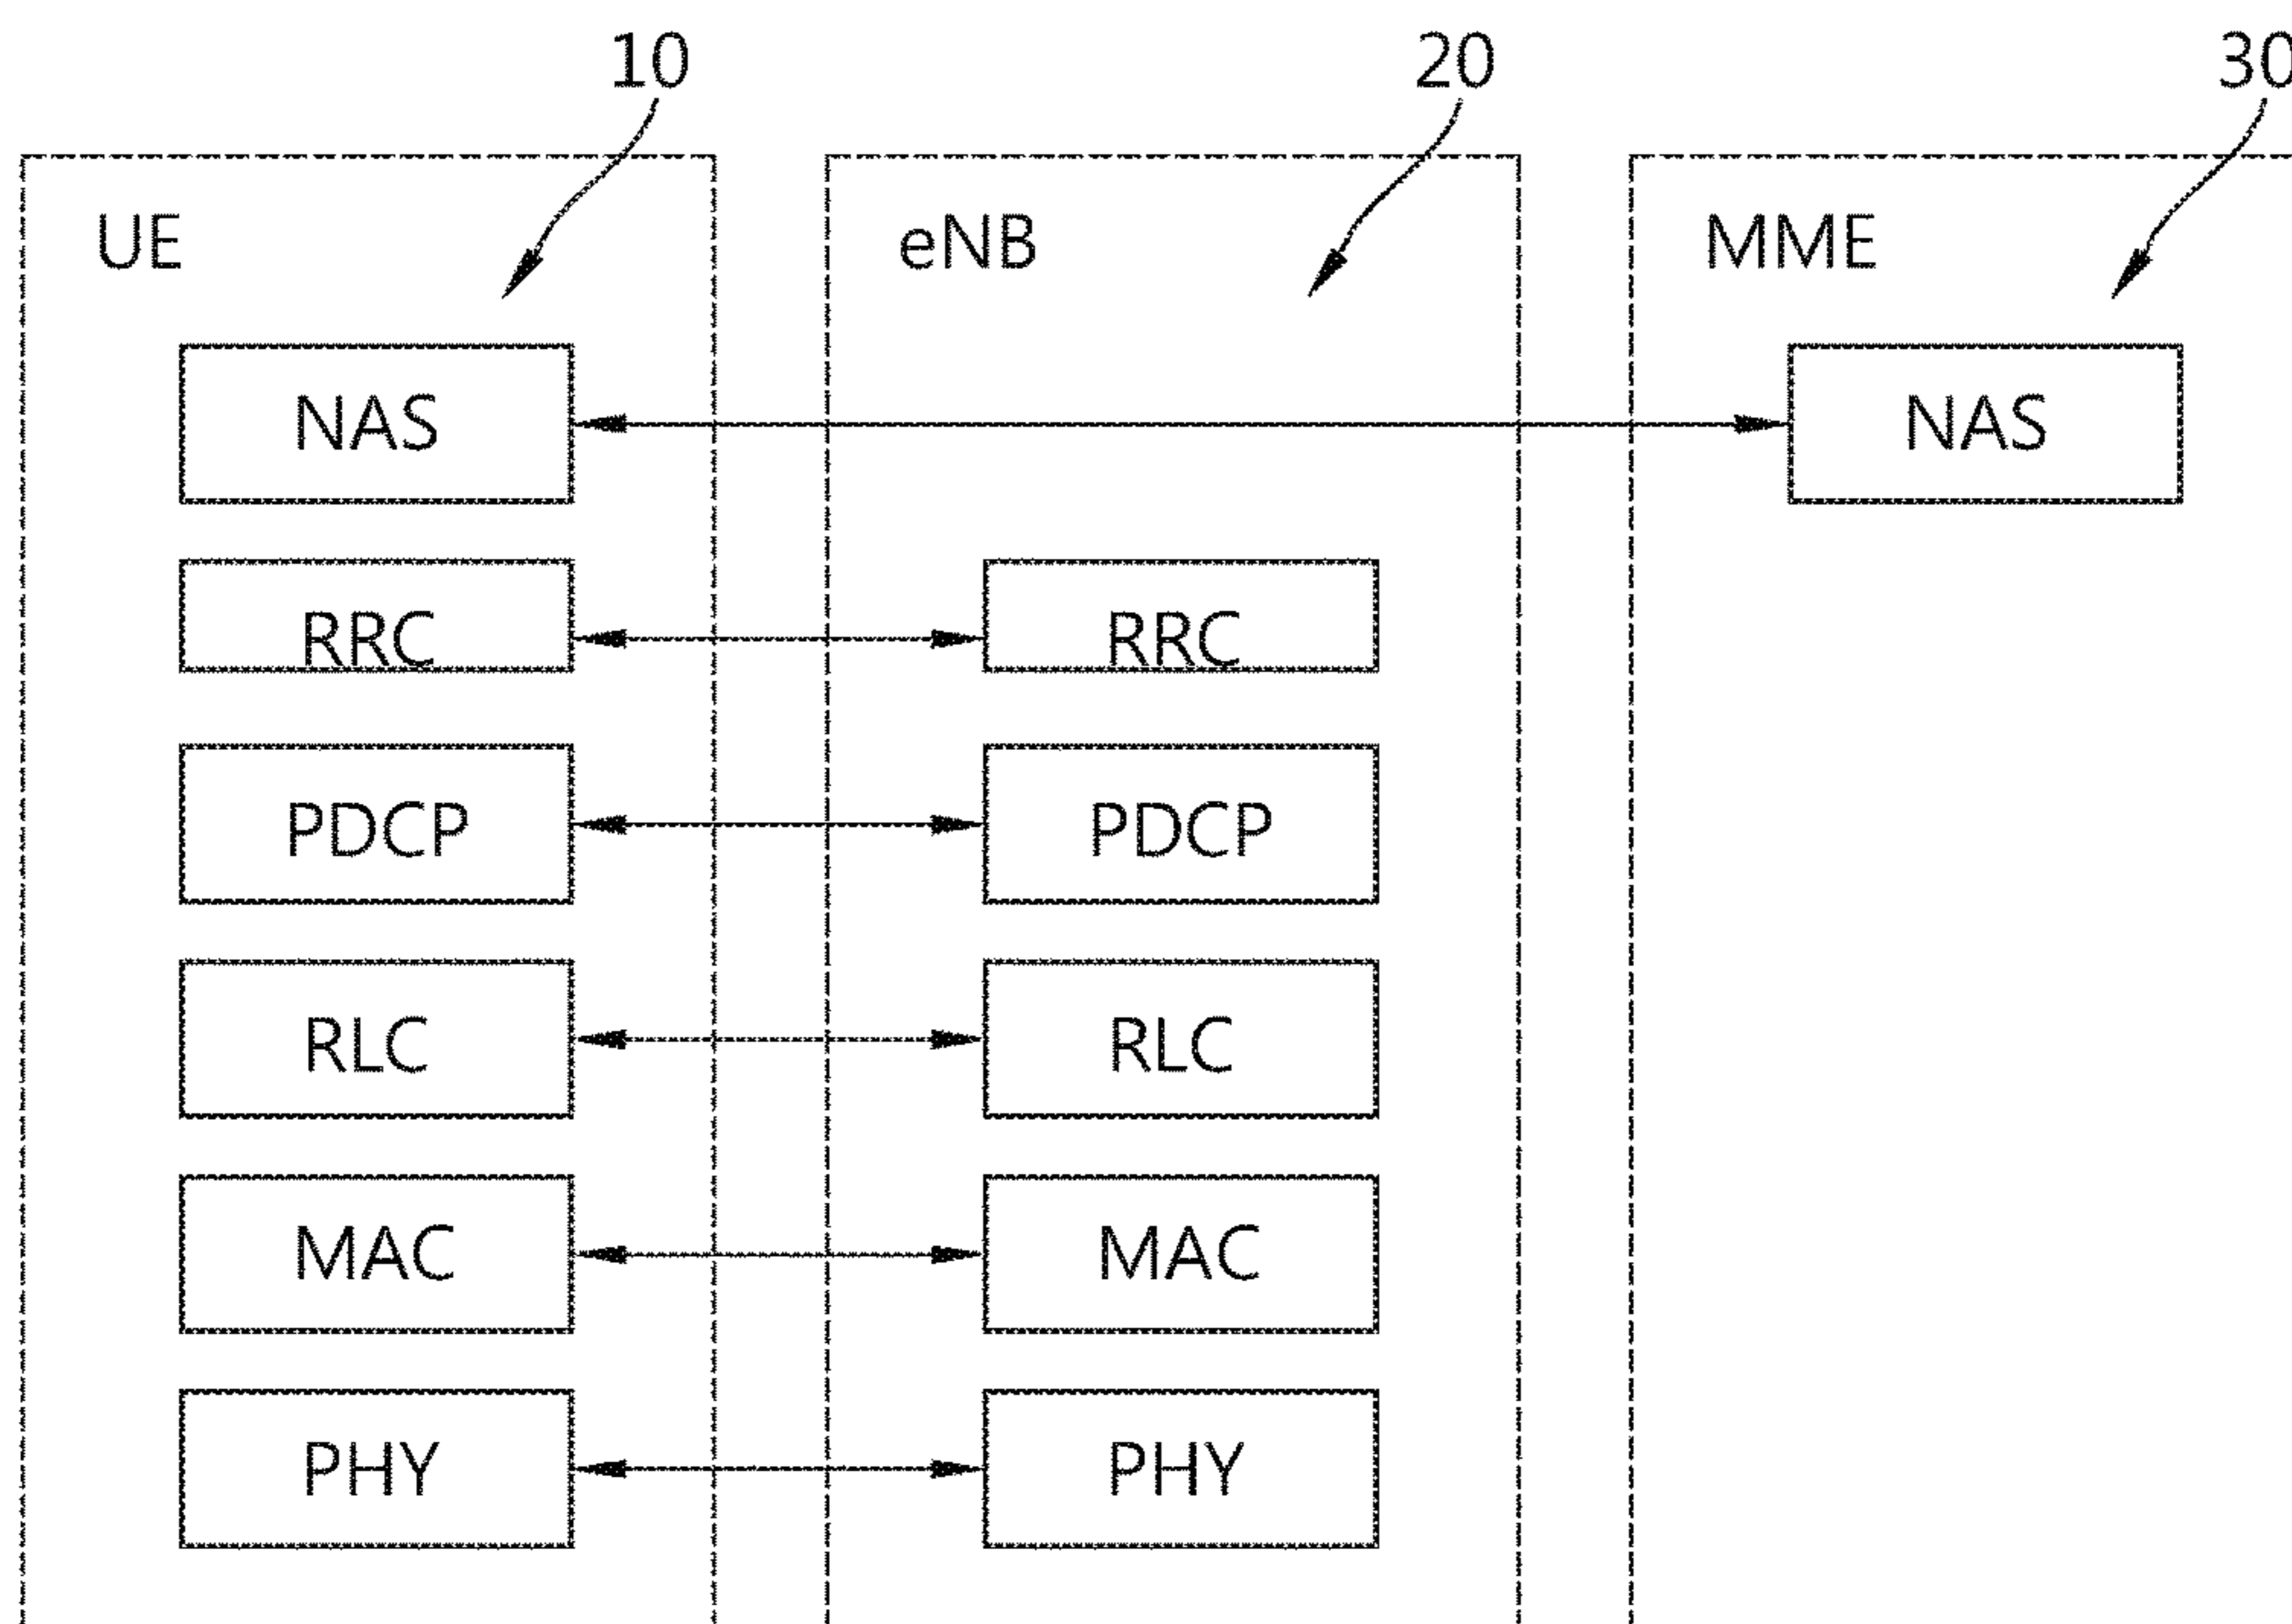 10 20 30
UE eNB MME
NAS NAS
RRC RRC
PDCP PDCP
RLC RLC
MAC MAC
PHY PHY